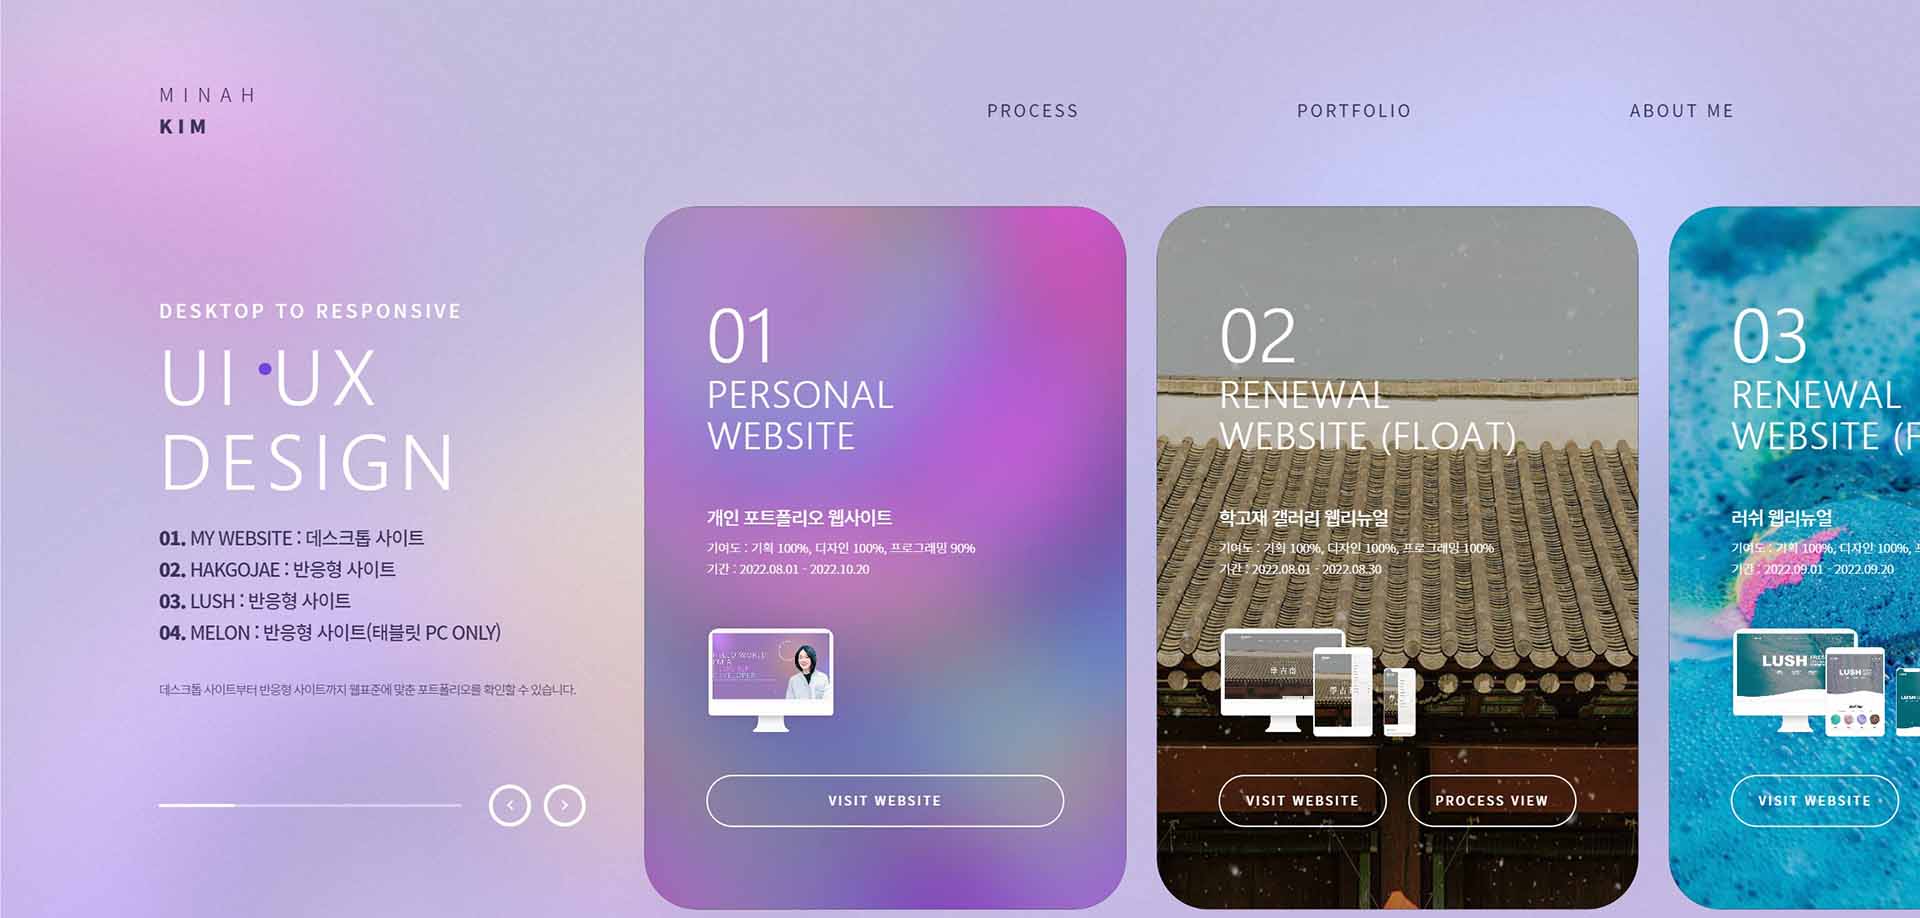 MINAH
KIM
PROCESS
PORTFOLIO
ABOUT ME
DESKTOP TO RESPONSIVE
UI·UX
DESIGN
01. MY WEBSITE : 데스크톱 사이트
02. HAKGOJAE : 반응형 사이트
03. LUSH : 반응형 사이트
04. MELON : 반응형 사이트(태블릿 PC ONLY)
데스크톱 사이트부터 반응형 사이트까지 웹표준에 맞춘 포트폴리오를 확인할 수 있습니다.
01
PERSONAL
WEBSITE
개인 포트폴리오 웹사이트
기여도 : 기획 100%, 디자인 100%, 프로그래밍 90%
기간 : 2022.08.01 - 2022.10.20
VISIT WEBSITE
02
RENEWAL
WEBSITE (FLOAT)
학고재 갤러리 웹리뉴얼
기여도 : 기획 100%, 디자인 100%, 프로그래밍 100%
기간 : 2022.08.01 - 2022.08.30
VISIT WEBSITE
PROCESS VIEW
03
RENEWAL
WEBSITE (F
러쉬 웹리뉴얼
기여도 : 기획 100%, 디자인 100%,
기간 : 2022.09.01 - 2022.09.20
LUSH
LUSH
VISIT WEBSITE